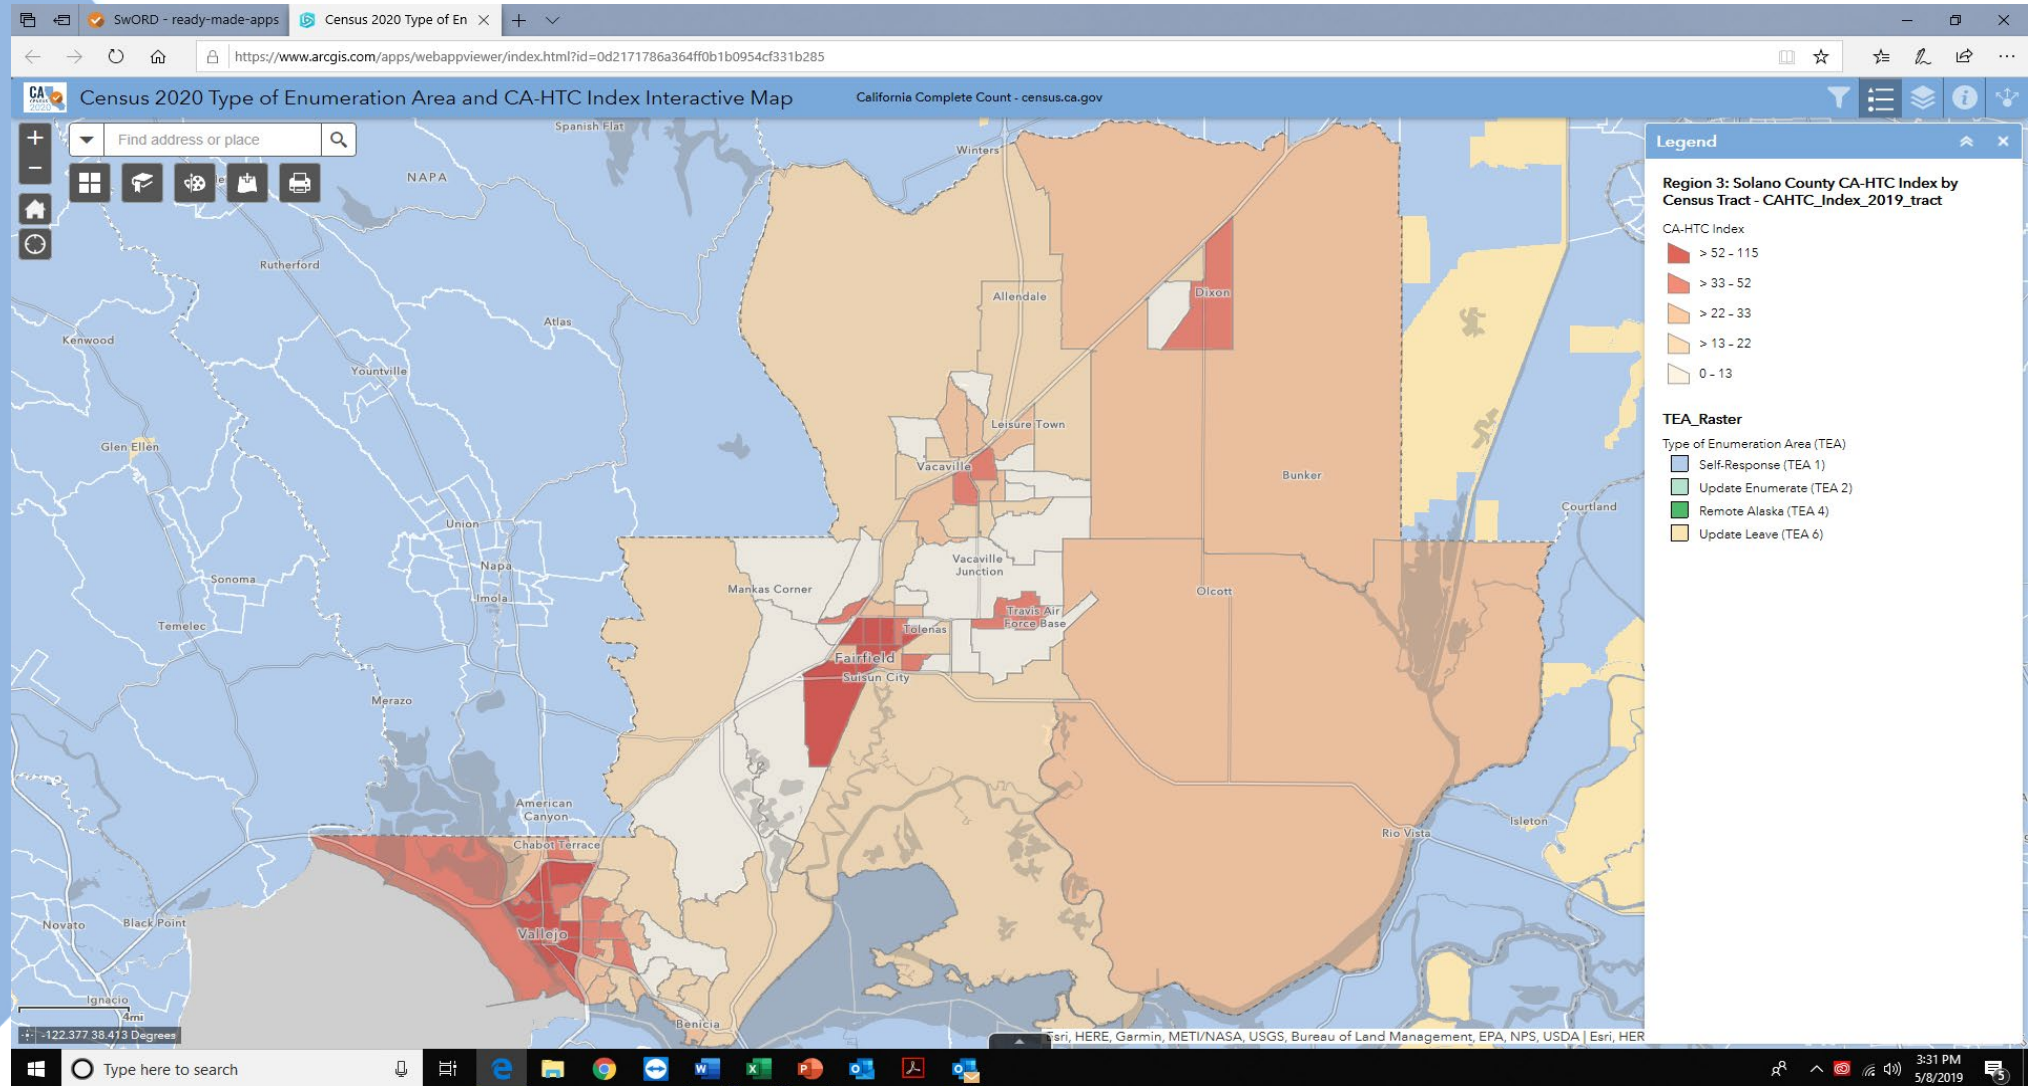 SwORD - ready-made-apps
Census 2020 Type of En
https://www.arcgis.com/apps/webappviewer/index.html?id=0d2171786a364ff0b1b0954cf331b285
CA
census
2020
Census 2020 Type of Enumeration Area and CA-HTC Index Interactive Map
California Complete Count - census.ca.gov
Find address or place
Spanish Flat
Winters
NAPA
Rutherford
Allendale
Dixon
Atlas
Kenwood
Yountville
Leisure Town
Glen Ellen
Vacaville
Bunker
Courtland
Union
Napa
Vacaville
Junction
Sonoma
Mankas Corner
Imola
Olcott
Travis Air
Force Base
Temelec
Tolenas
Fairfield
Suisun City
Merazo
American
Canyon
Isleton
Rio Vista
Chabot Terrace
Novato
Black Point
Vallejo
Ignacio
4mi
Benicia
-122.377 38.413 Degrees
Esri, HERE, Garmin, METI/NASA, USGS, Bureau of Land Management, EPA, NPS, USDA | Esri, HER
Legend
Region 3: Solano County CA-HTC Index by
Census Tract - CAHTC_Index_2019_tract
CA-HTC Index
> 52 - 115
> 33 - 52
> 22 - 33
> 13 - 22
0 - 13
TEA_Raster
Type of Enumeration Area (TEA)
Self-Response (TEA 1)
Update Enumerate (TEA 2)
Remote Alaska (TEA 4)
Update Leave (TEA 6)
Type here to search
3:31 PM
5/8/2019
5